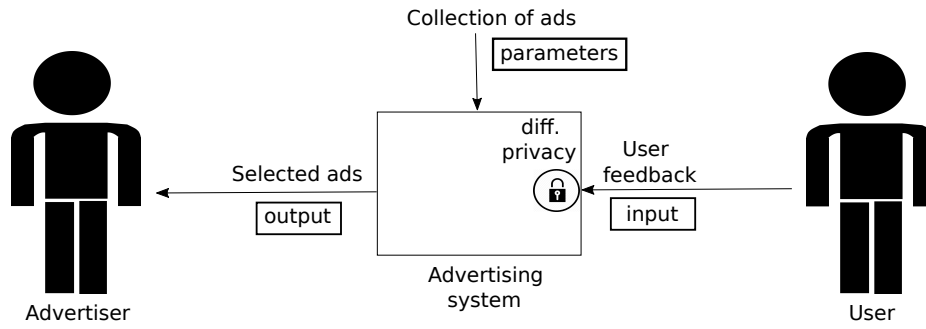 Collection of ads
parameters
diff.
privacy
User
feedback
input
Selected ads
output
Advertising
system
Advertiser
User